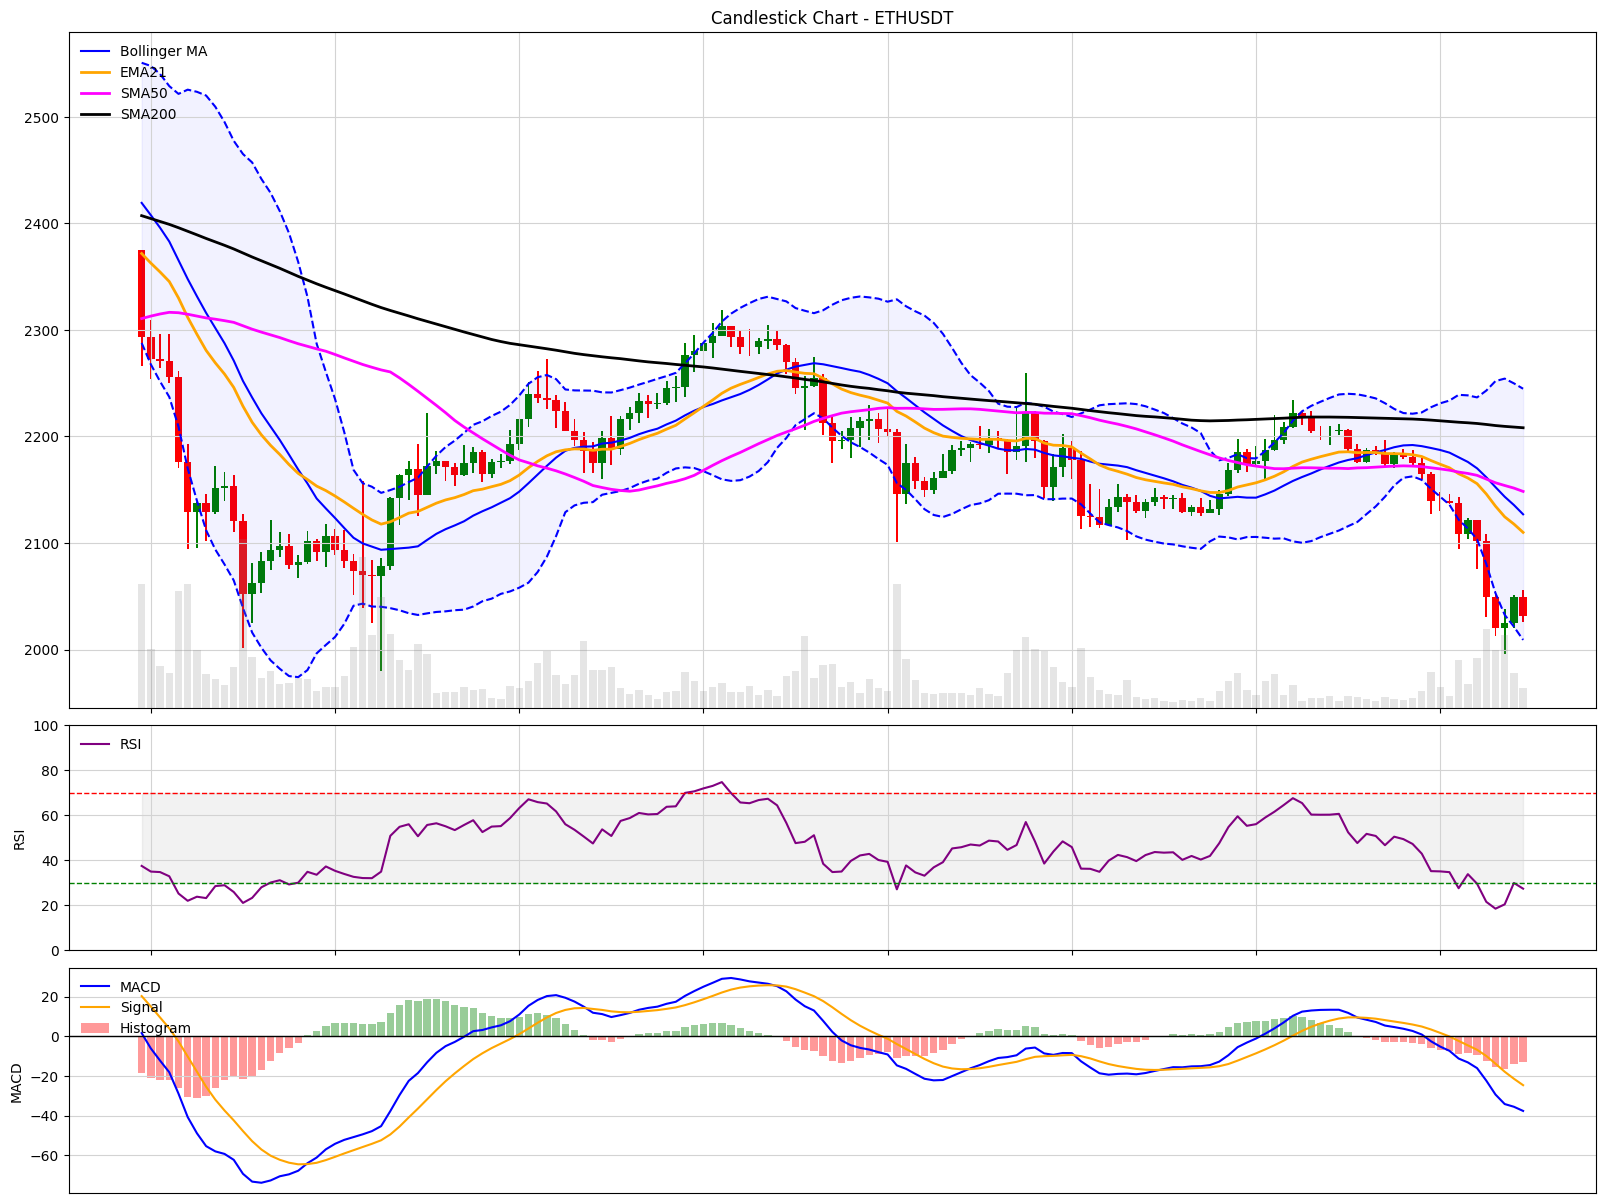 Candlestick Chart - ETHUSDT
Bollinger MA
EMA21
SMA50
SMA200
2500
2400
2300
2200
2100
2000
RSI
100
80
60
40
20
0
RSI
MACD
Signal
Histogram
20
0
−20
−40
−60
MACD